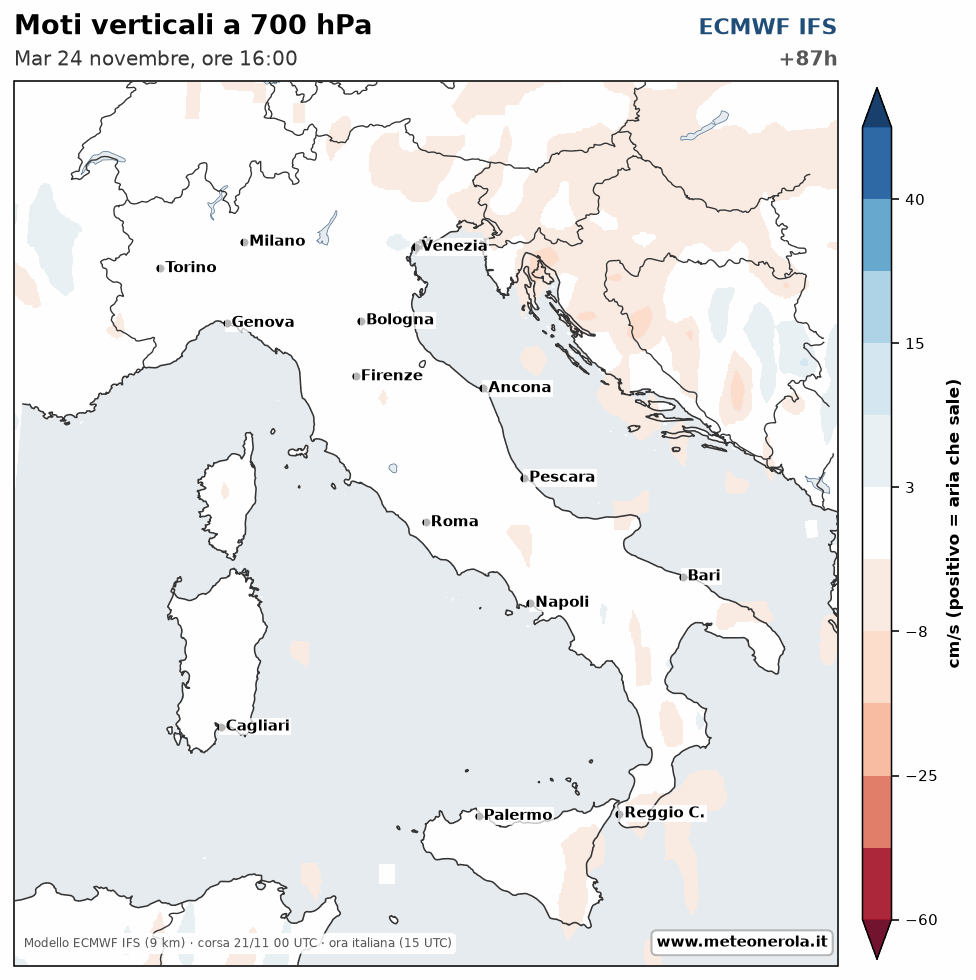 Moti verticali a 700 hPa
ECMWF IFS
Mar 24 novembre, ore 16:00
+87h
Milano
Venezia
Torino
Genova
Bologna
Firenze
Ancona
Pescara
Roma
Bari
Napoli
Cagliari
Palermo
Reggio C.
40
15
3
−8
−25
−60
cm/s (positivo = aria che sale)
Modello ECMWF IFS (9 km) · corsa 21/11 00 UTC · ora italiana (15 UTC)
www.meteonerola.it